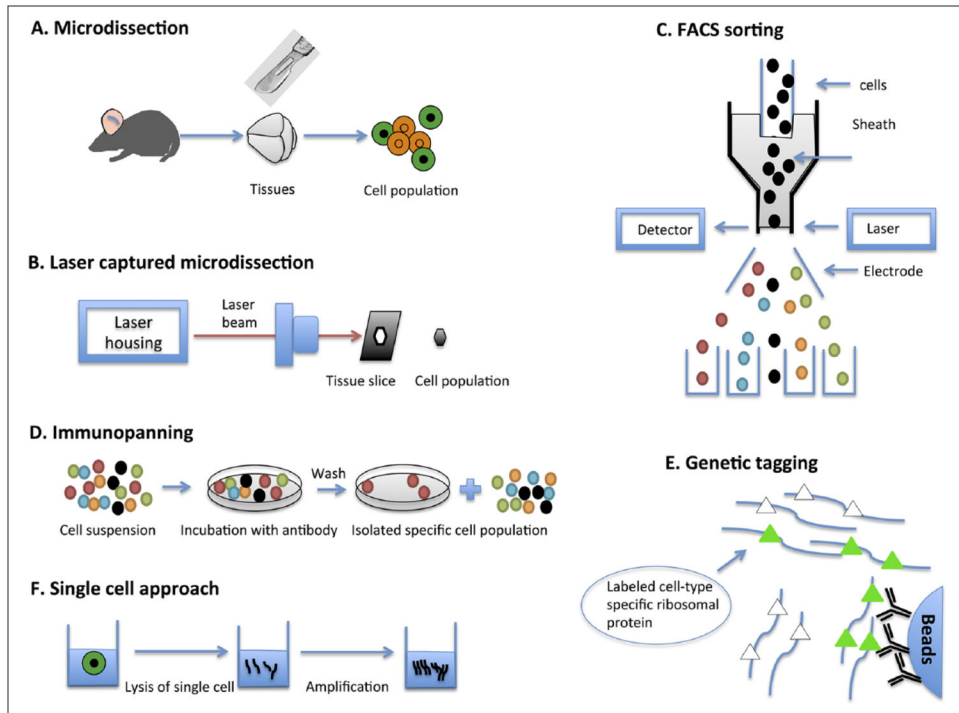 A. Microdissection
Tissues
Cell population
B. Laser captured microdissection
Laser
housing
Laser
beam
Tissue slice
Cell population
C. FACS sorting
cells
Sheath
Detector
Laser
Electrode
D. Immunopanning
Wash
Cell suspension
Incubation with antibody
Isolated specific cell population
E. Genetic tagging
Labeled cell-type
specific ribosomal
protein
Beads
F. Single cell approach
Lysis of single cell
Amplification